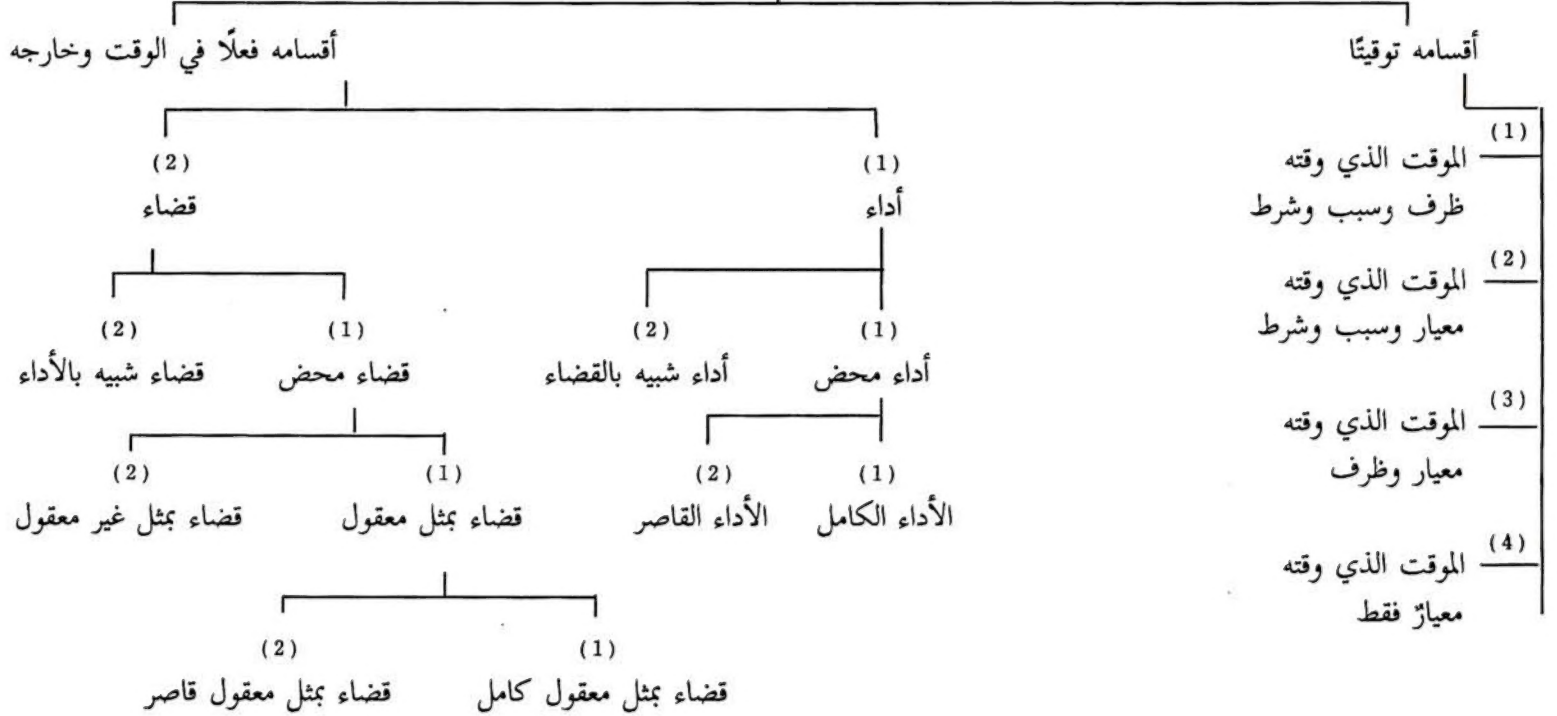 أقسامه توقيتًا
أقسامه فعلًا في الوقت وخارجه
(1)
الموقت الذي وقته
ظرف وسبب وشرط
(2)
الموقت الذي وقته
معيار وسبب وشرط
(3)
الموقت الذي وقته
معيار وظرف
(4)
الموقت الذي وقته
معيارٌ فقط
(1)
أداء
(2)
قضاء
(1)
أداء محض
(2)
أداء شبيه بالقضاء
(1)
قضاء محض
(2)
قضاء شبيه بالأداء
(1)
الأداء الكامل
(2)
الأداء القاصر
(1)
قضاء بمثل معقول
(2)
قضاء بمثل غير معقول
(1)
قضاء بمثل معقول كامل
(2)
قضاء بمثل معقول قاصر